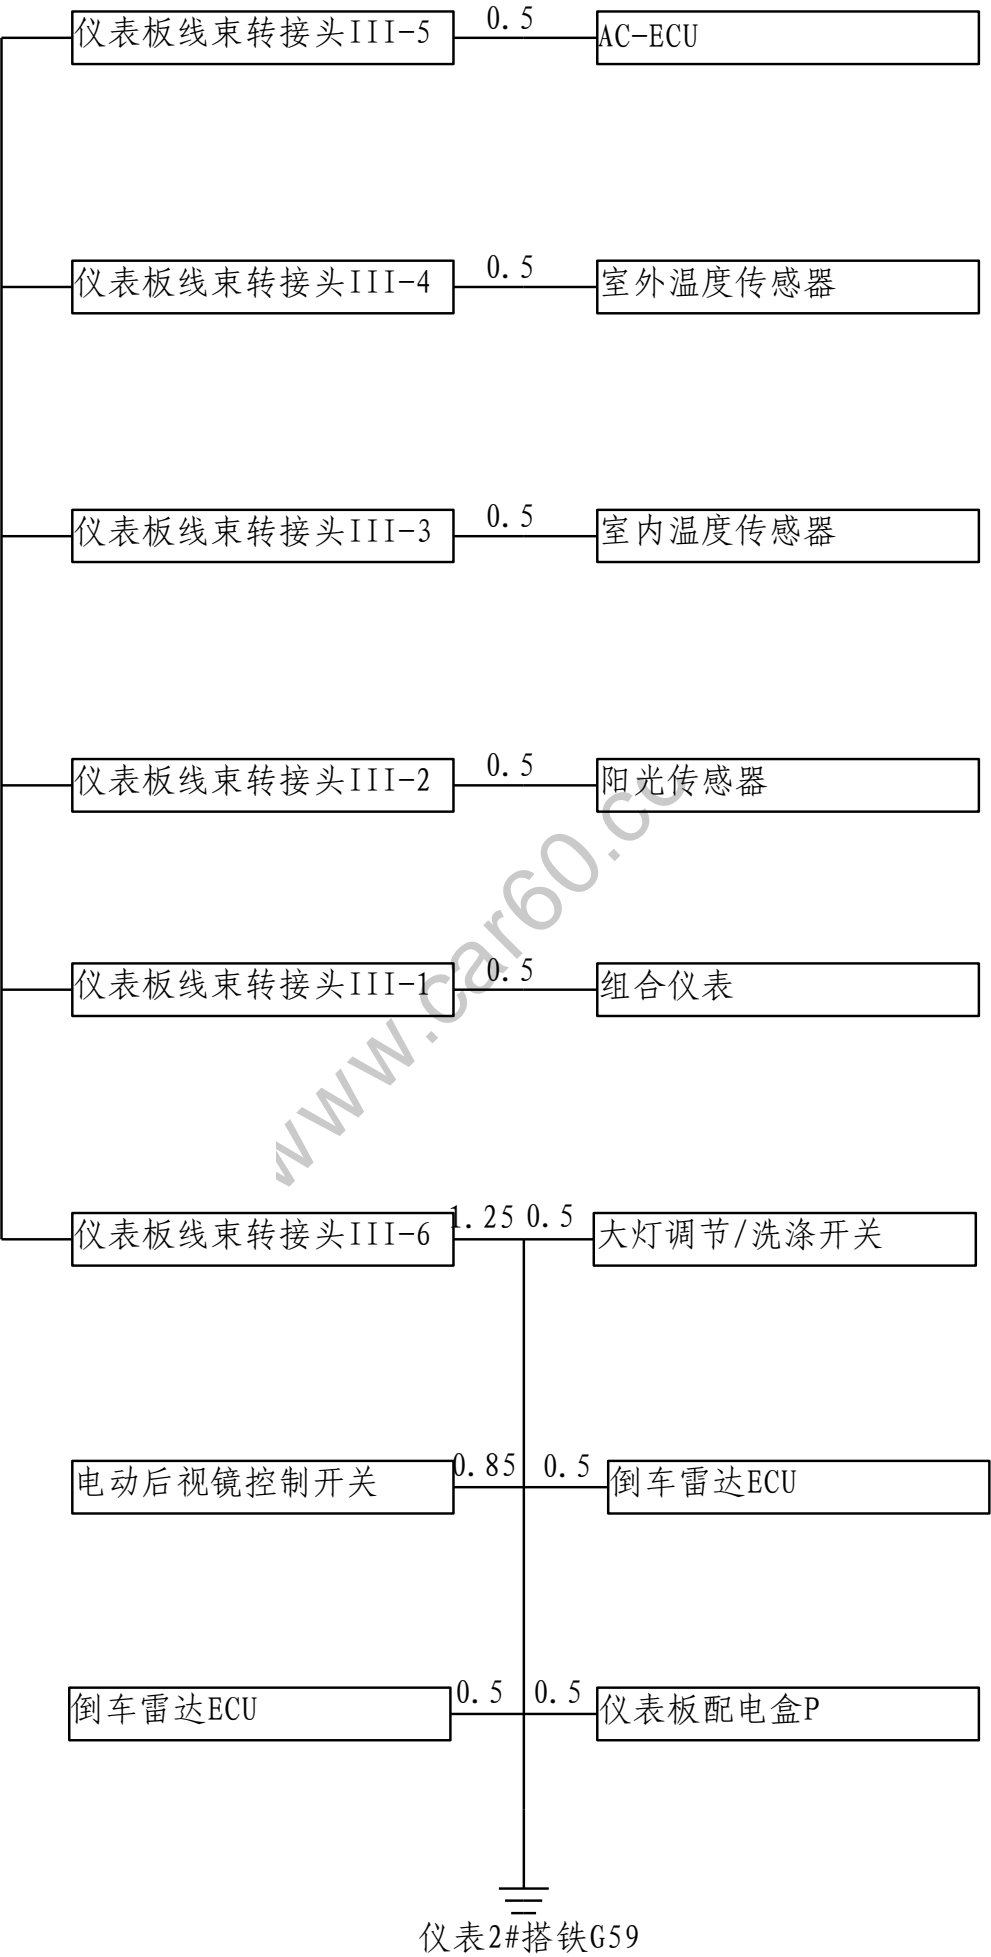 仪表板线束转接头III-5 0.5 AC-ECU
仪表板线束转接头III-4 0.5 室外温度传感器
仪表板线束转接头III-3 0.5 室内温度传感器
仪表板线束转接头III-2 0.5 阳光传感器
仪表板线束转接头III-1 0.5 组合仪表
仪表板线束转接头III-6 1.25 0.5 大灯调节/洗涤开关
电动后视镜控制开关 0.85 0.5 倒车雷达ECU
倒车雷达ECU 0.5 0.5 仪表板配电盒P
仪表2#搭铁G59
www.car60.co